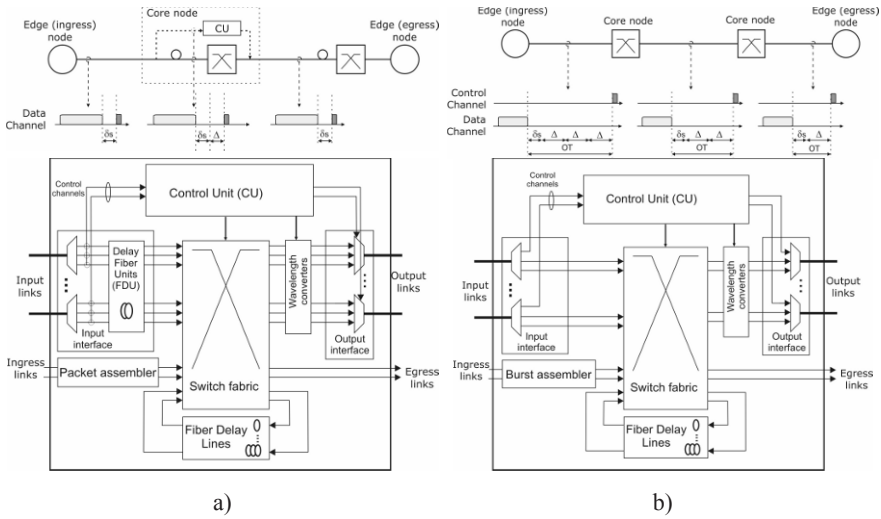 Core node
Edge (ingress)
node
CU
Edge (egress)
node
Data
Channel
δs
δs Δ
δs
Control
channels
Control Unit (CU)
Delay
Fiber
Units
(FDU)
Input
links
Input
interface
Wavelength
converters
Output
links
Output
interface
Ingress
links
Packet assembler
Switch fabric
Egress
links
Fiber Delay
Lines
a)
Edge (ingress)
node
Core node
Core node
Edge (egress)
node
Control
Channel
Data
Channel
δs Δ Δ Δ
OT
δs Δ Δ
OT
δs Δ
OT
Control
channels
Control Unit (CU)
Input
links
Input
interface
Wavelength
converters
Output
links
Output
interface
Ingress
links
Burst assembler
Switch fabric
Egress
links
Fiber Delay
Lines
b)